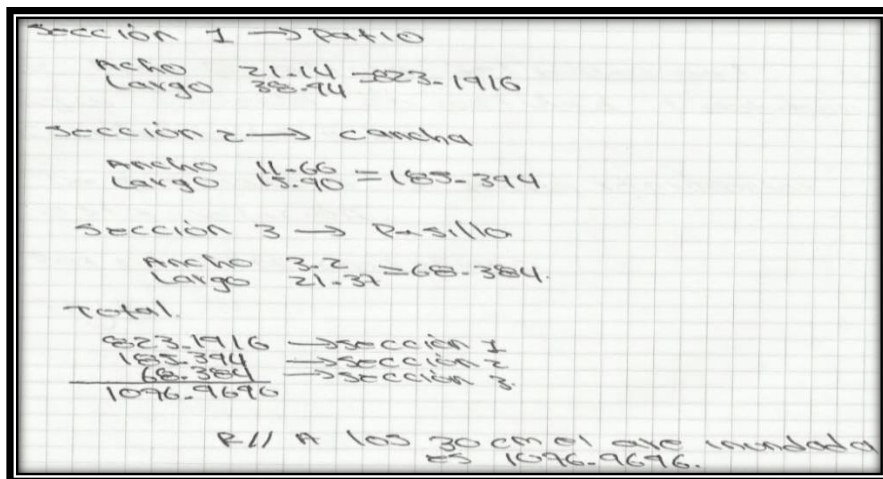 Sección 1 → Patio
Acho 21.14 =823.1916
Largo 38.94
Sección 2 → cancha
Ancho 11.66 =185.394
Largo 15.90
Sección 3 → Pasillo
Ancho 3.2 =68.384.
Largo 21.37
Total.
823.1916 → sección 1
185.394 → sección 2
68.384 → sección 3.
1076.9696
R// A los 30 cm el are inundada
es 1076.9696.